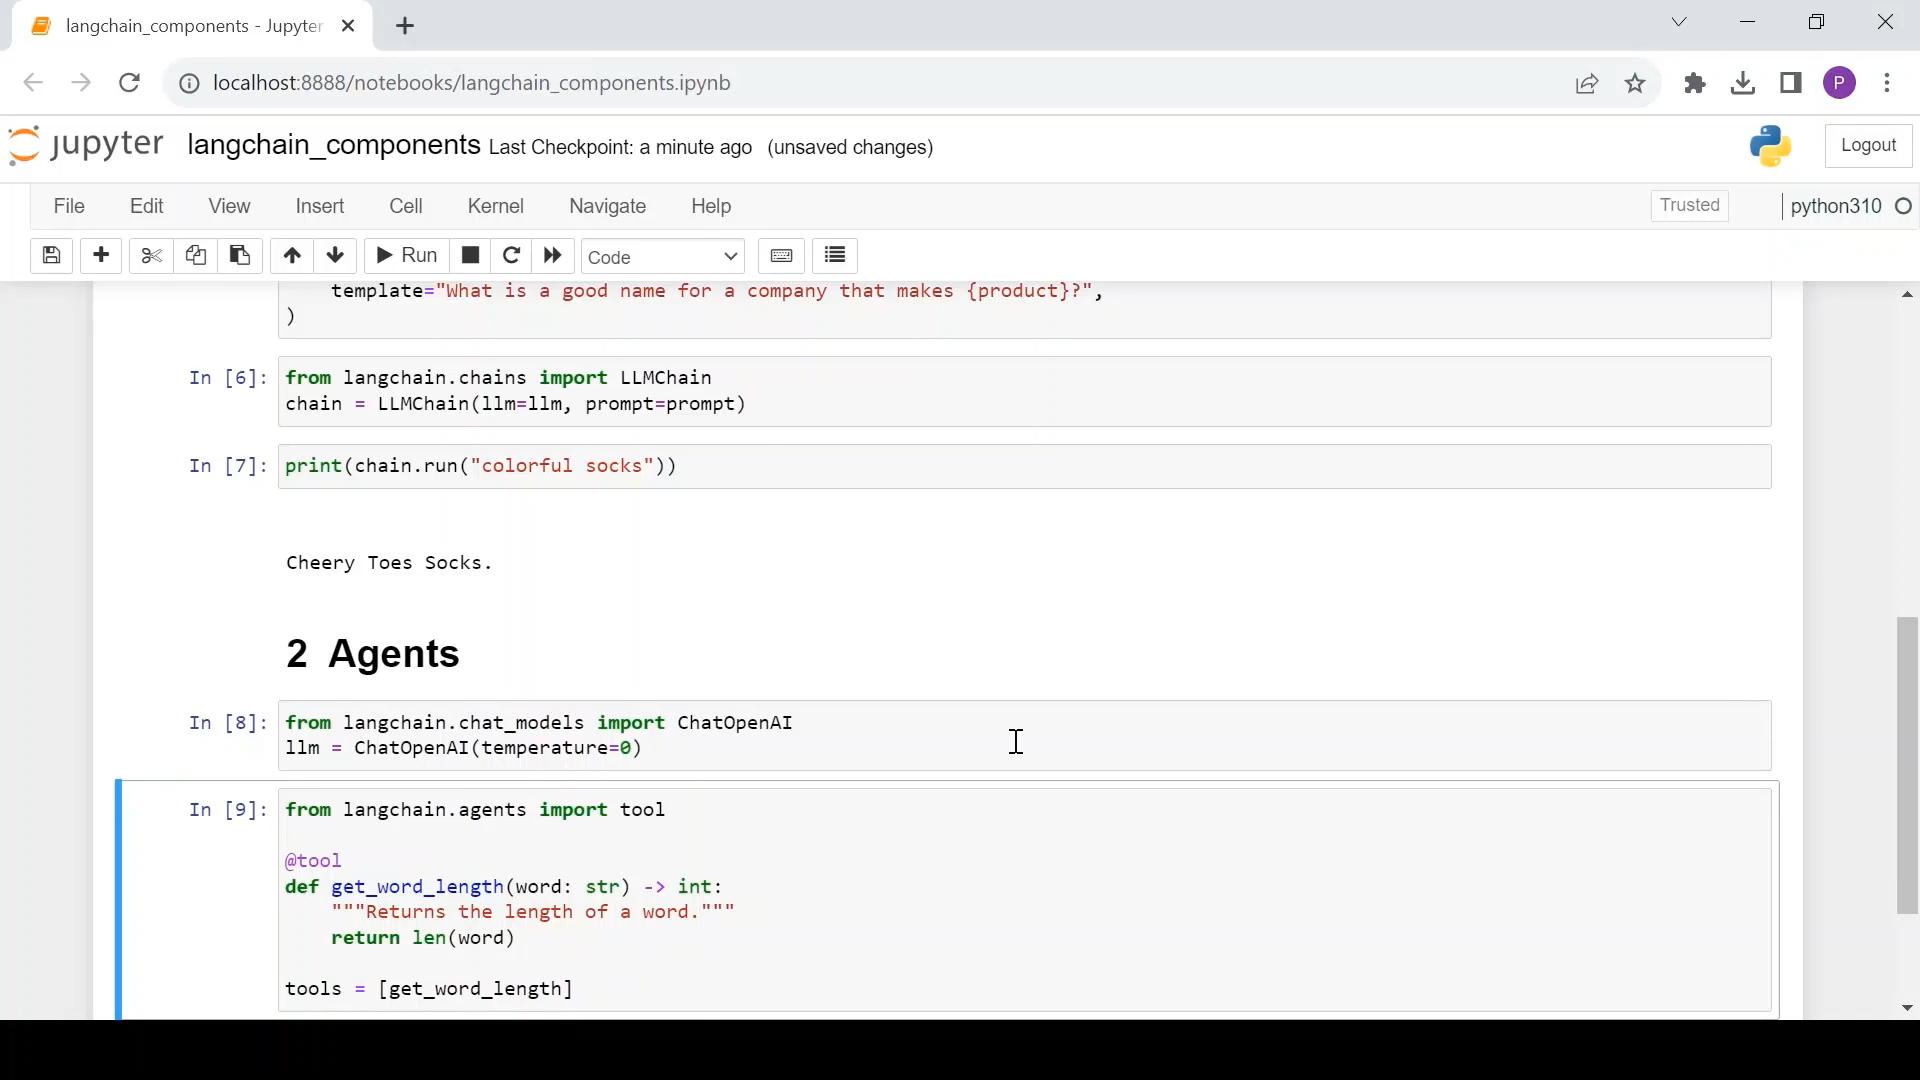 langchain_components - Jupyter
localhost:8888/notebooks/langchain_components.ipynb
P
jupyter langchain_components Last Checkpoint: a minute ago (unsaved changes)
Logout
File Edit View Insert Cell Kernel Navigate Help
Trusted
python310
Run
Code
template="What is a good name for a company that makes {product}?",
)
In [6]: from langchain.chains import LLMChain
chain = LLMChain(llm=llm, prompt=prompt)
In [7]: print(chain.run("colorful socks"))
Cheery Toes Socks.
2 Agents
In [8]: from langchain.chat_models import ChatOpenAI
llm = ChatOpenAI(temperature=0)
In [9]: from langchain.agents import tool
@tool
def get_word_length(word: str) -> int:
"""Returns the length of a word."""
return len(word)
tools = [get_word_length]